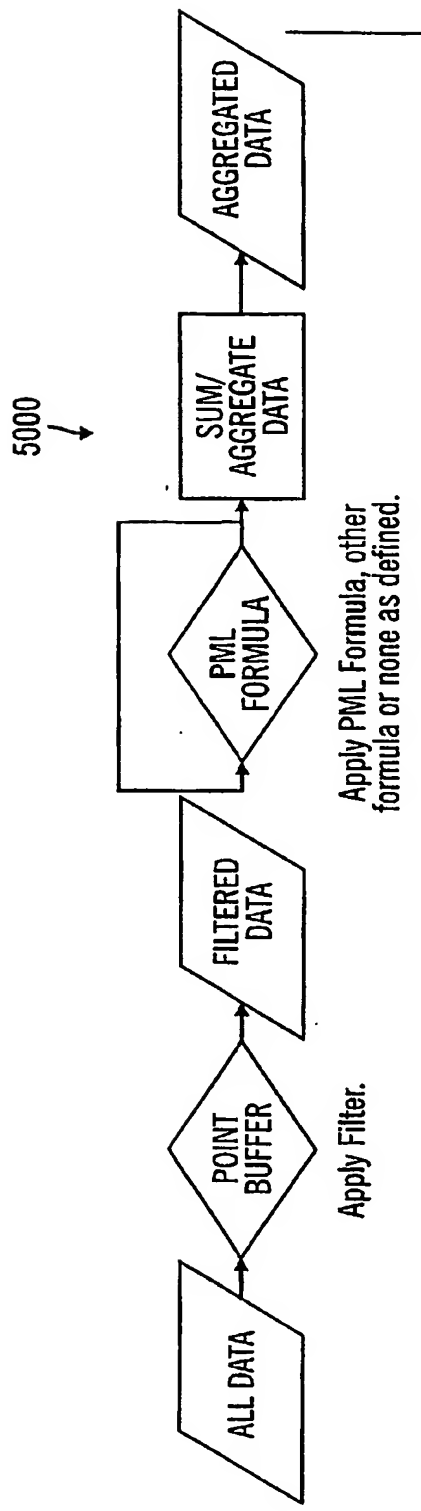 5000
ALL DATA
POINT
BUFFER
Apply Filter.
FILTERED
DATA
PML
FORMULA
Apply PML Formula, other
formula or none as defined.
SUM/
AGGREGATE
DATA
AGGREGATED
DATA